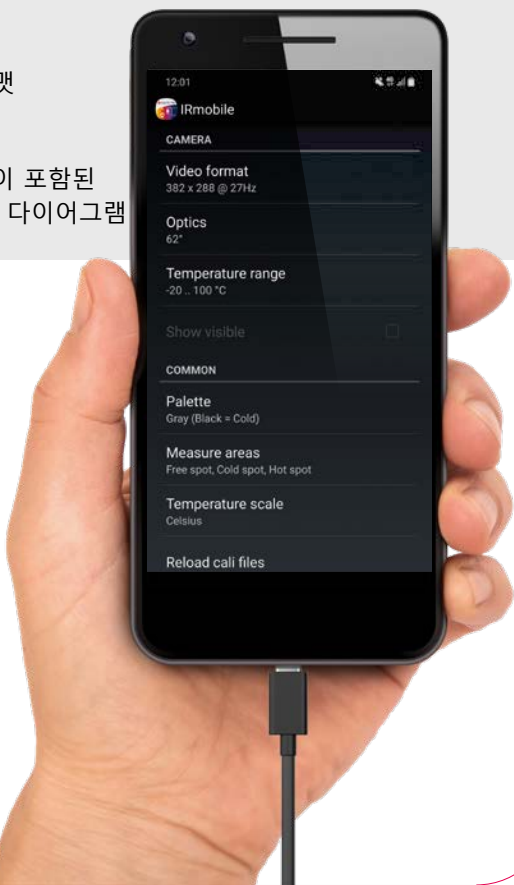 맷
이 포함된
다이어그램
12:01
IRmobile
CAMERA
Video format
382 x 288 @ 27Hz
Optics
62°
Temperature range
-20 .. 100 °C
Show visible
COMMON
Palette
Gray (Black = Cold)
Measure areas
Free spot, Cold spot, Hot spot
Temperature scale
Celsius
Reload cali files